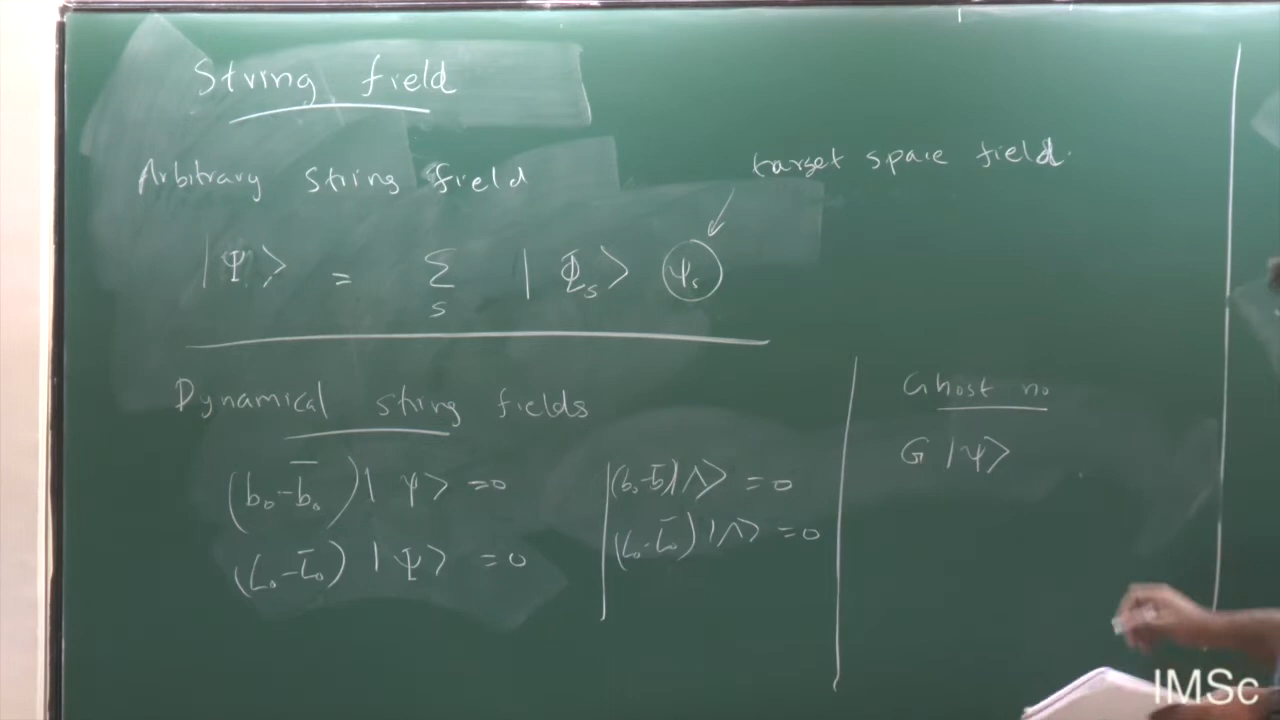 String field
Arbitrary string field
target space field.
|Ψ⟩ = Σ_s |Φ_s⟩ ψ_s
Dynamical string fields
(b₀-b̄₀)|Ψ⟩ =0
(L₀-L̄₀)|Ψ⟩ =0
(b₀-b̄)|Λ⟩ =0
(L₀-L̄₀)|Λ⟩ =0
Ghost no
G|Ψ⟩
IMSc